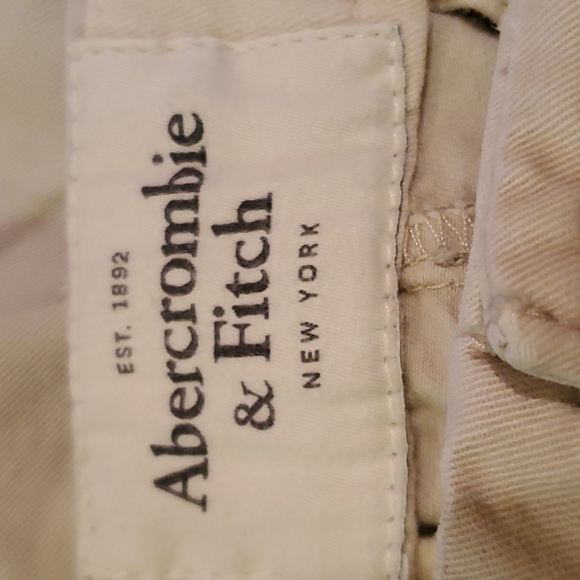 EST. 1892
Abercrombie
& Fitch
NEW YORK